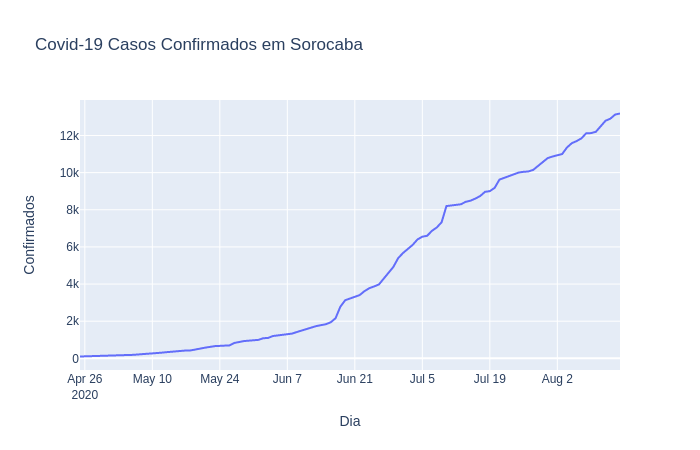 Covid-19 Casos Confirmados em Sorocaba
Confirmados
12k
10k
8k
6k
4k
2k
0
Apr 26
2020
May 10
May 24
Jun 7
Jun 21
Jul 5
Jul 19
Aug 2
Dia